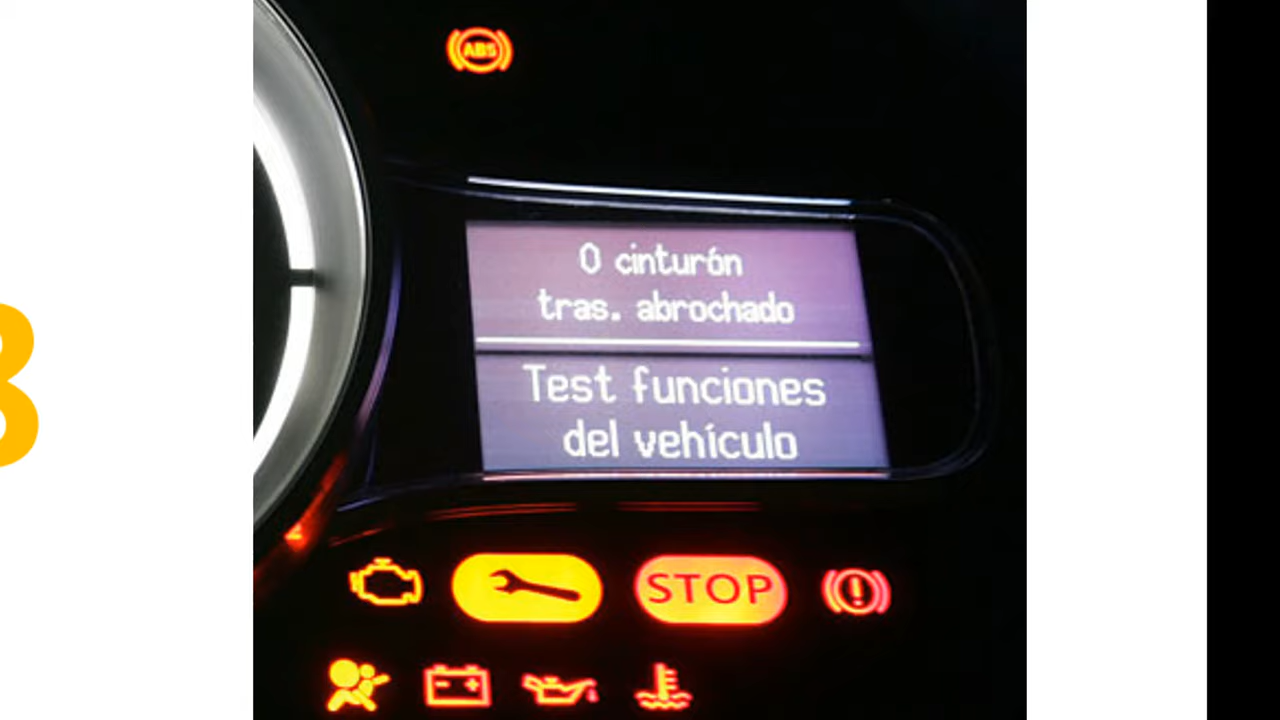 ABS
0 cinturón
tras. abrochado
Test funciones
del vehículo
STOP